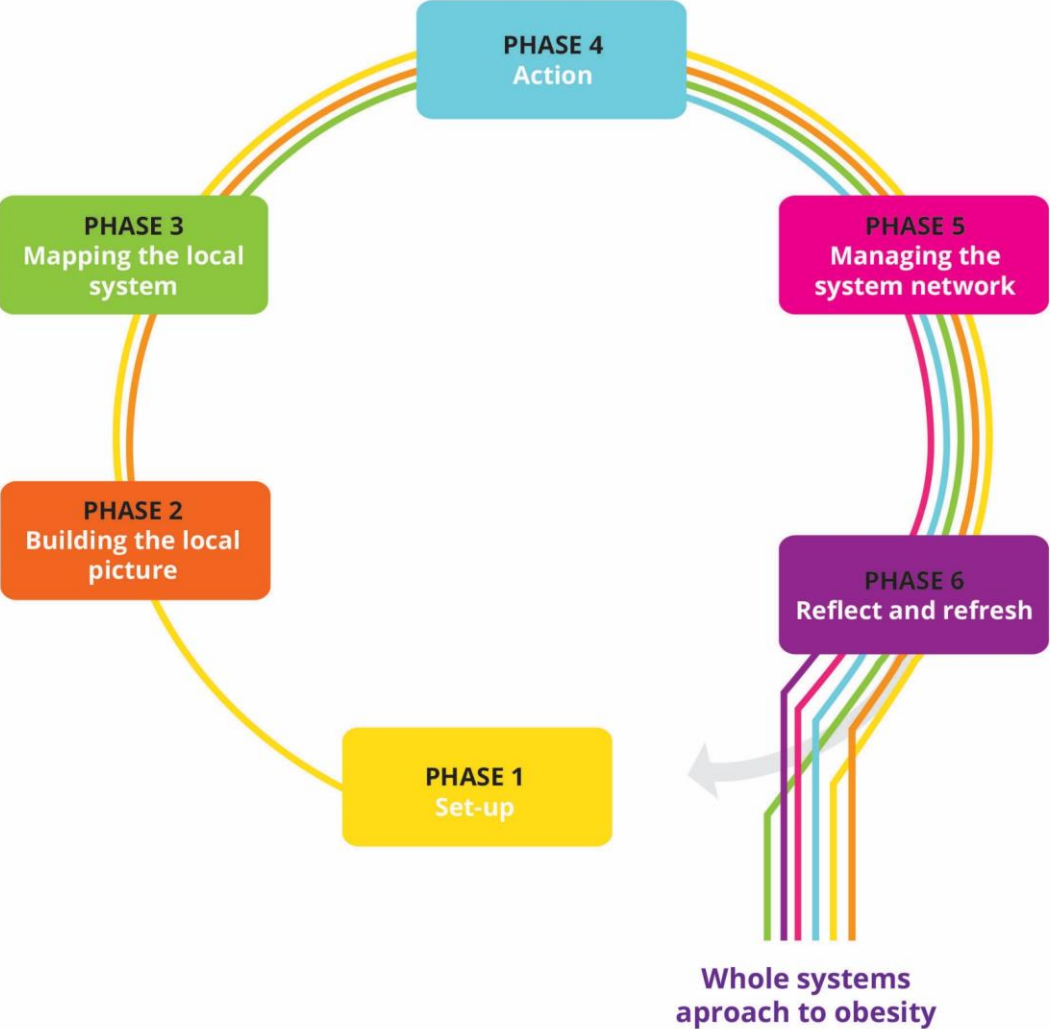 PHASE 4
Action
PHASE 3
Mapping the local
system
PHASE 5
Managing the
system network
PHASE 2
Building the local
picture
PHASE 6
Reflect and refresh
PHASE 1
Set-up
Whole systems
aproach to obesity